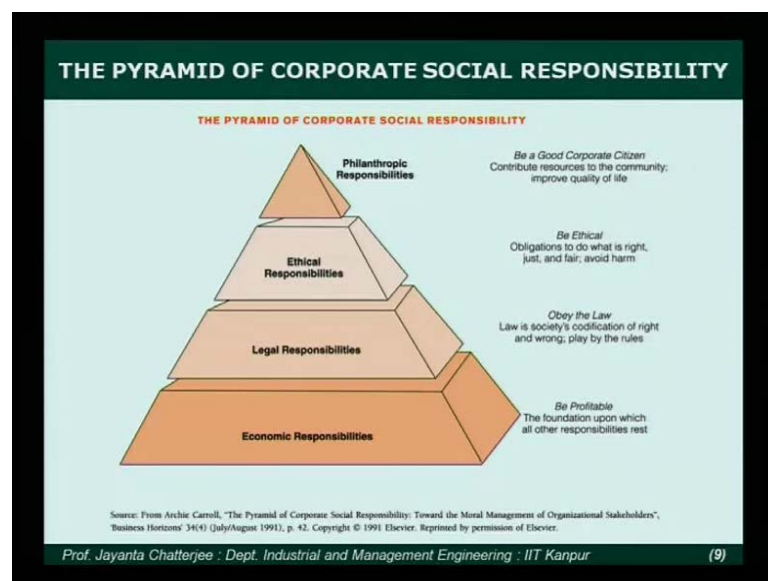 THE PYRAMID OF CORPORATE SOCIAL RESPONSIBILITY
THE PYRAMID OF CORPORATE SOCIAL RESPONSIBILITY
Philanthropic
Responsibilities
Be a Good Corporate Citizen
Contribute resources to the community;
improve quality of life
Ethical
Responsibilities
Be Ethical
Obligations to do what is right,
just, and fair; avoid harm
Legal Responsibilities
Obey the Law
Law is society's codification of right
and wrong; play by the rules
Economic Responsibilities
Be Profitable
The foundation upon which
all other responsibilities rest
Source: From Archie Carroll, "The Pyramid of Corporate Social Responsibility: Toward the Moral Management of Organizational Stakeholders",
'Business Horizons' 34(4) (July/August 1991), p. 42. Copyright © 1991 Elsevier. Reprinted by permission of Elsevier.
Prof. Jayanta Chatterjee : Dept. Industrial and Management Engineering : IIT Kanpur (9)